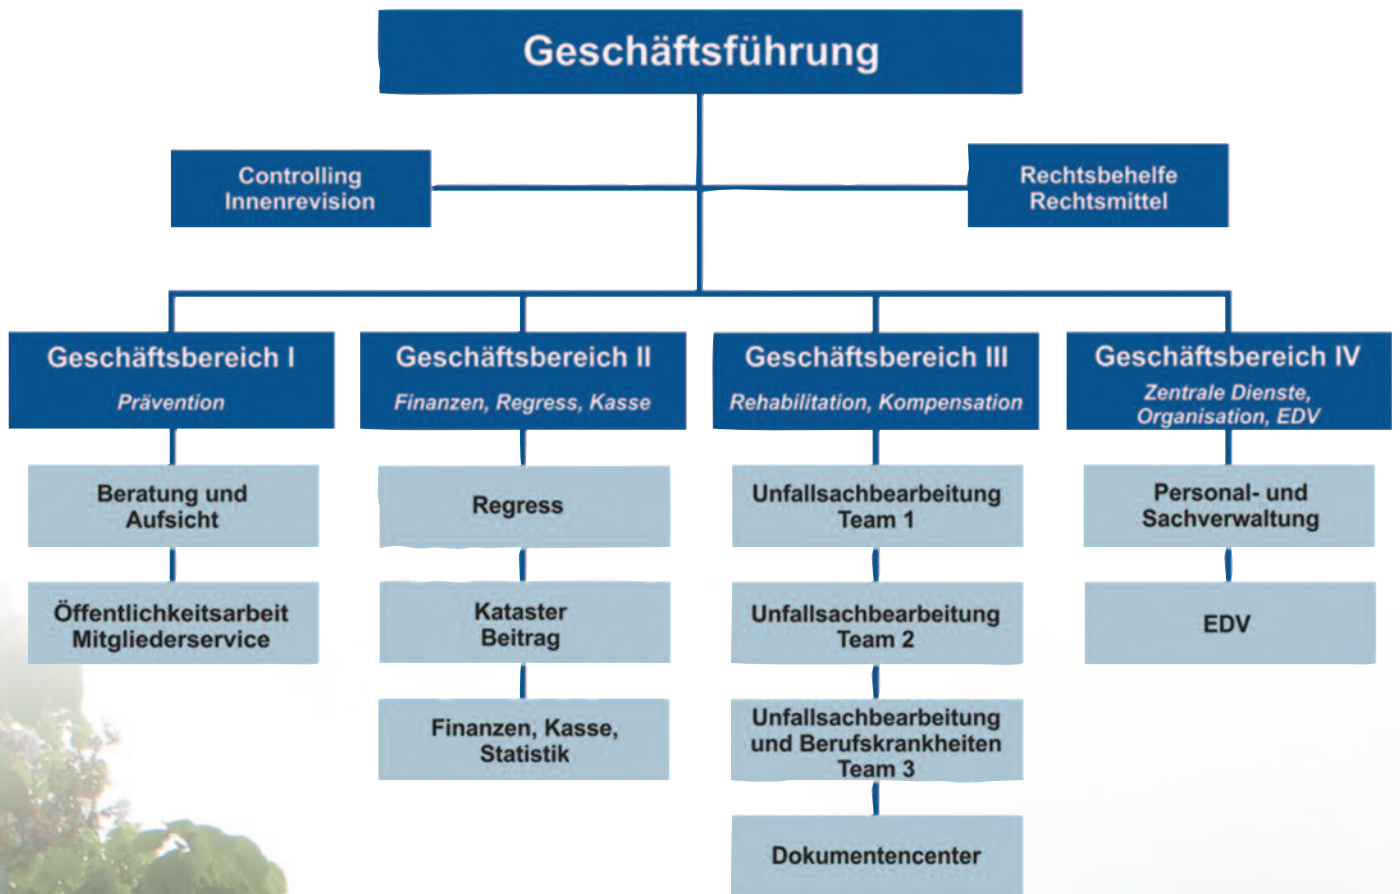 Geschäftsführung
Controlling
Innenrevision
Rechtsbehelfe
Rechtsmittel
Geschäftsbereich I
Prävention
Beratung und
Aufsicht
Öffentlichkeitsarbeit
Mitgliederservice
Geschäftsbereich II
Finanzen, Regress, Kasse
Regress
Kataster
Beitrag
Finanzen, Kasse,
Statistik
Geschäftsbereich III
Rehabilitation, Kompensation
Unfallsachbearbeitung
Team 1
Unfallsachbearbeitung
Team 2
Unfallsachbearbeitung
und Berufskrankheiten
Team 3
Dokumentencenter
Geschäftsbereich IV
Zentrale Dienste,
Organisation, EDV
Personal- und
Sachverwaltung
EDV